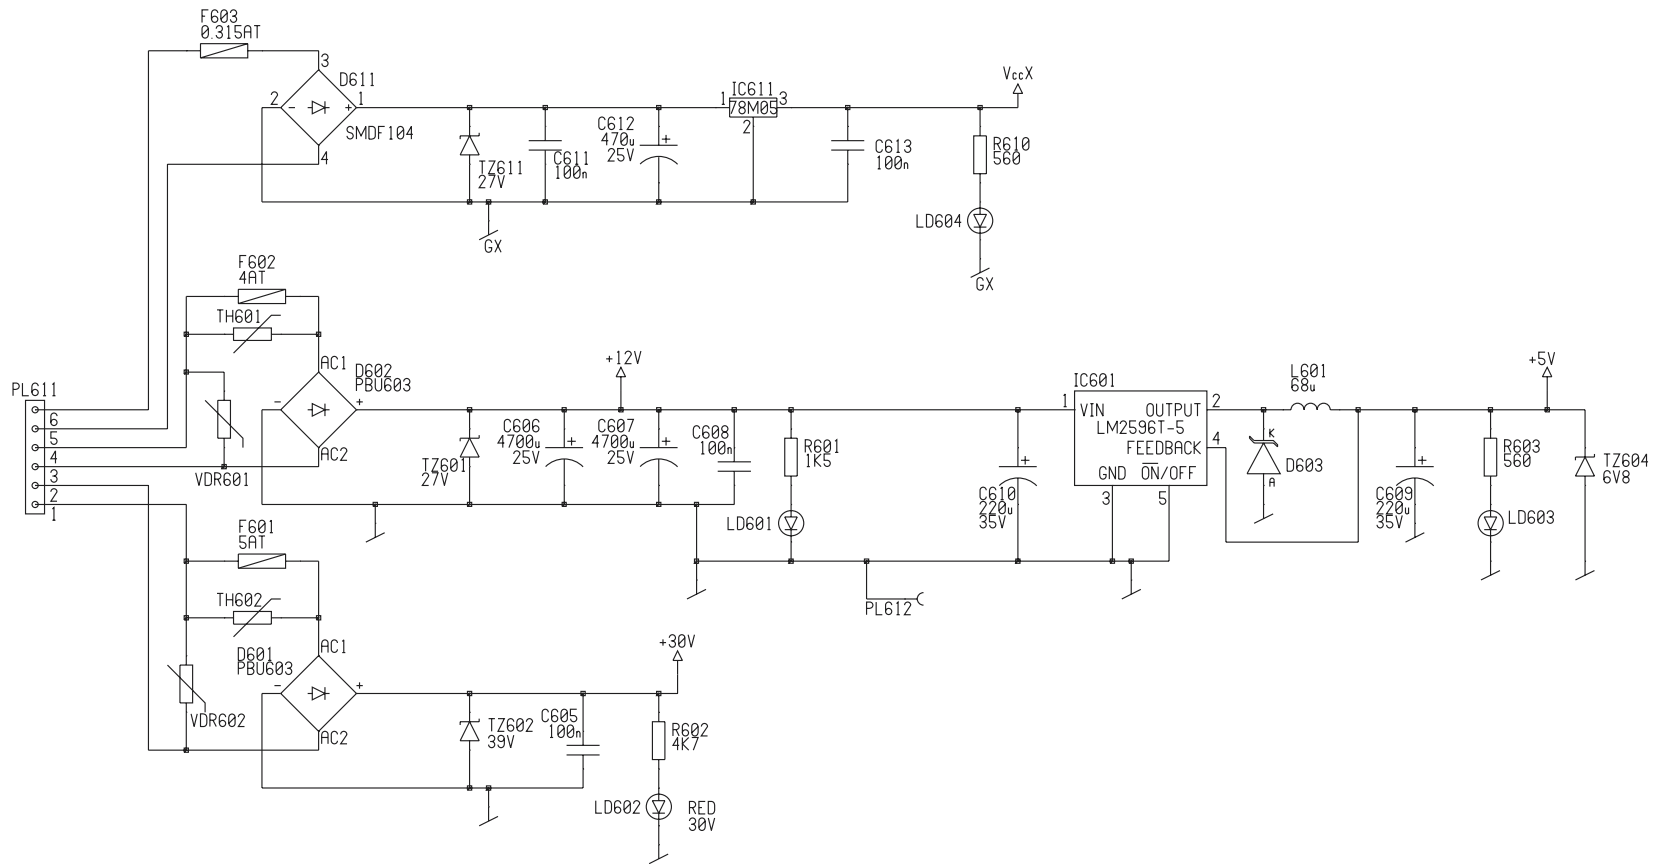 F603
0.315AT
3
D611
2
-
+
1
SMDF104
4
TZ611
27V
C611
100n
C612
470u
25V
+
IC611
1
78M05
3
2
C613
100n
VccX
R610
560
LD604
GX
GX
F602
4AT
TH601
AC1
D602
PBU603
-
+
AC2
VDR601
PL611
6
5
4
3
2
1
TZ601
27V
C606
4700u
25V
+
+12V
C607
4700u
25V
+
C608
100n
R601
1K5
LD601
C610
220u
35V
+
IC601
1
VIN
OUTPUT
2
LM2596T-5
FEEDBACK
4
GND
ON/OFF
3
5
K
D603
A
L601
68u
C609
220u
35V
+
+5V
R603
560
LD603
TZ604
6V8
PL612
F601
5AT
TH602
AC1
D601
PBU603
-
+
AC2
VDR602
TZ602
39V
C605
100n
+30V
R602
4K7
LD602
RED
30V